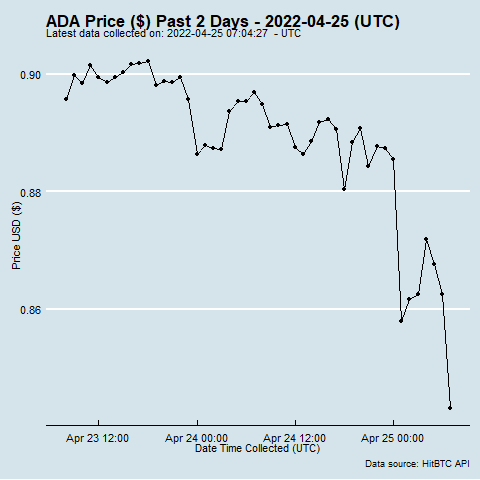 ADA Price ($) Past 2 Days - 2022-04-25 (UTC)
Latest data collected on: 2022-04-25 07:04:27 - UTC
0.90
0.88
Price USD ($)
0.86
Apr 23 12:00 Apr 24 00:00 Apr 24 12:00 Apr 25 00:00
Date Time Collected (UTC)
Data source: HitBTC API